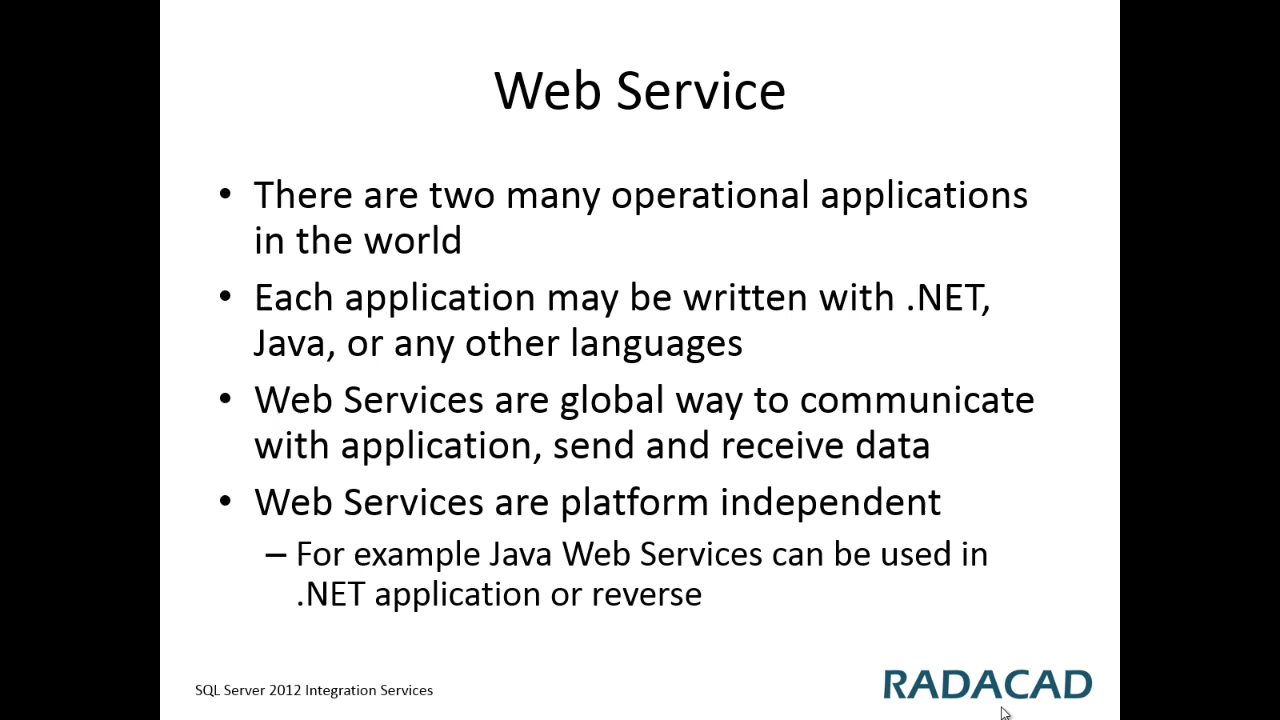 Web Service
• There are two many operational applications
in the world
• Each application may be written with .NET,
Java, or any other languages
• Web Services are global way to communicate
with application, send and receive data
• Web Services are platform independent
– For example Java Web Services can be used in
.NET application or reverse
SQL Server 2012 Integration Services
RADACAD